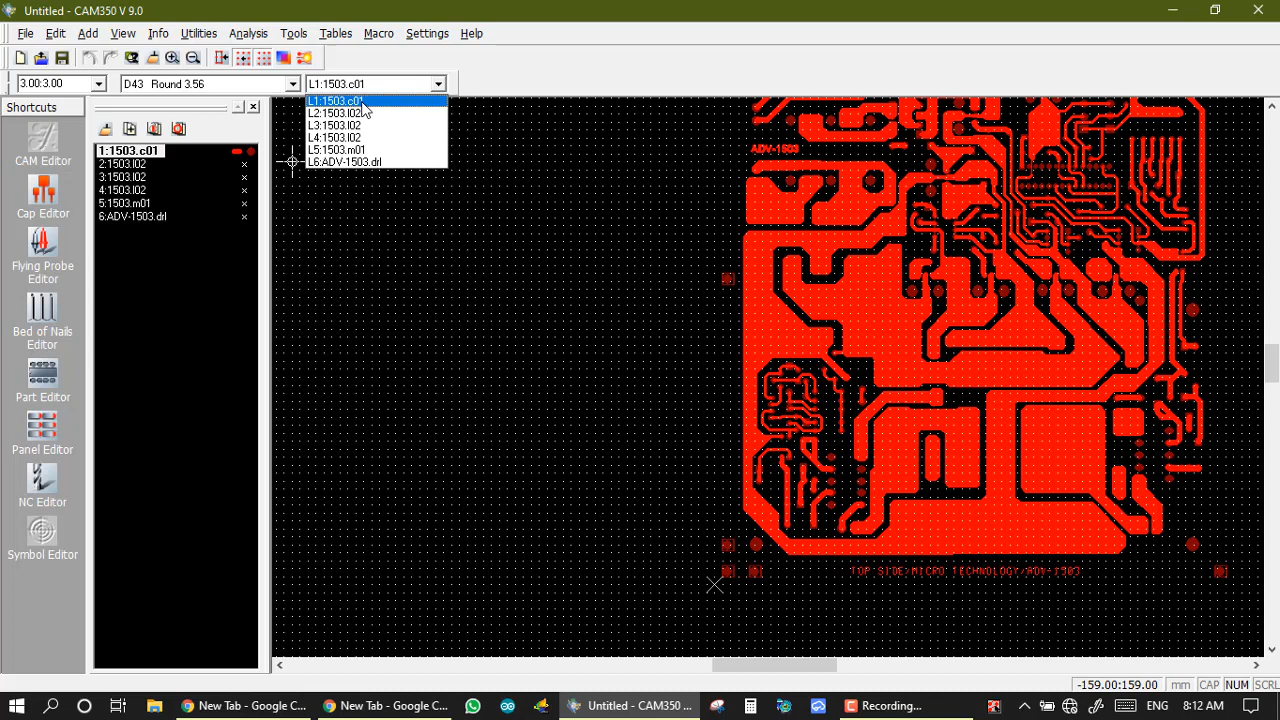 Untitled - CAM350 V 9.0
File Edit Add View Info Utilities Analysis Tools Tables Macro Settings Help
3.00:3.00 D43 Round 3.56 L1:1503.c01
L1:1503.c01
L2:1503.l02
L3:1503.l02
L4:1503.l02
L5:1503.m01
L6:ADV-1503.drl
Shortcuts
CAM Editor
Cap Editor
Flying Probe Editor
Bed of Nails Editor
Part Editor
Panel Editor
NC Editor
Symbol Editor
1:1503.c01
2:1503.l02
3:1503.l02
4:1503.l02
5:1503.m01
6:ADV-1503.drl
ADV-1503
TOP SIDE/MICRO TECHNOLOGY/ADV-1503
-159.00:159.00 mm CAP NUM SCRL
New Tab - Google C... New Tab - Google C... Untitled - CAM350 ... Recording... ENG 8:12 AM